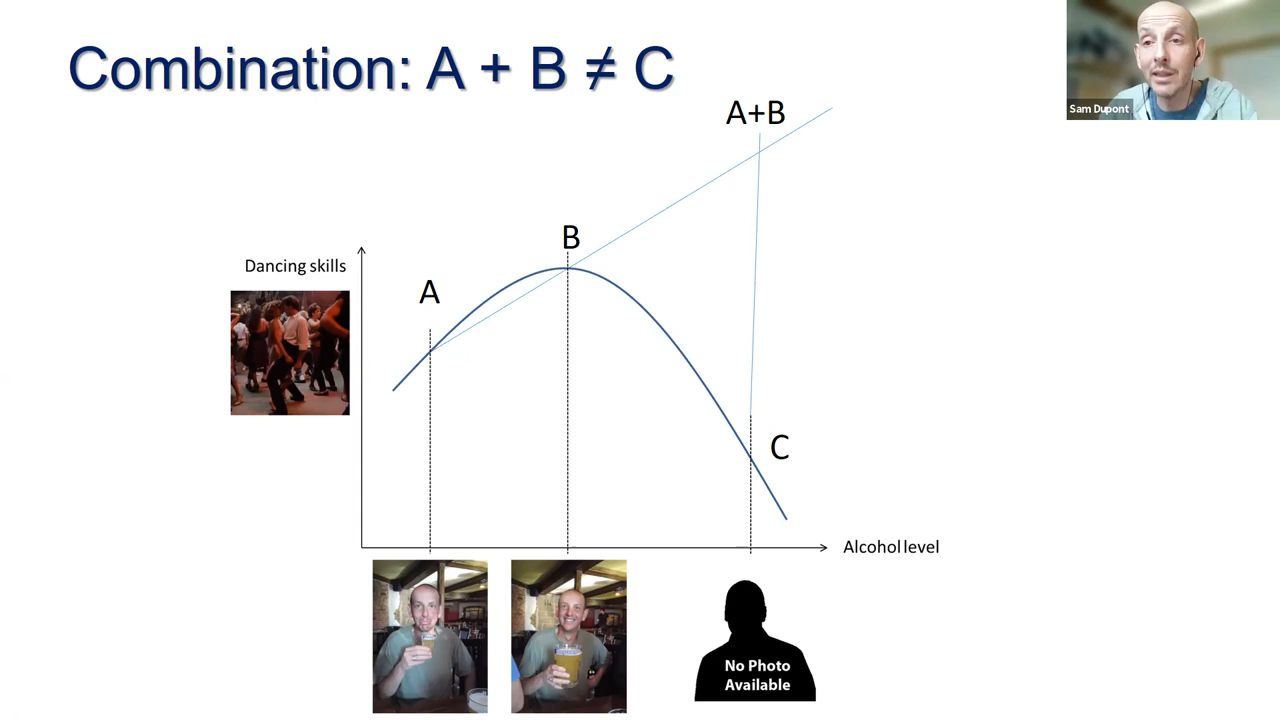 Combination: A + B ≠ C
Sam Dupont
A+B
B
Dancing skills
A
C
Alcohol level
No Photo
Available